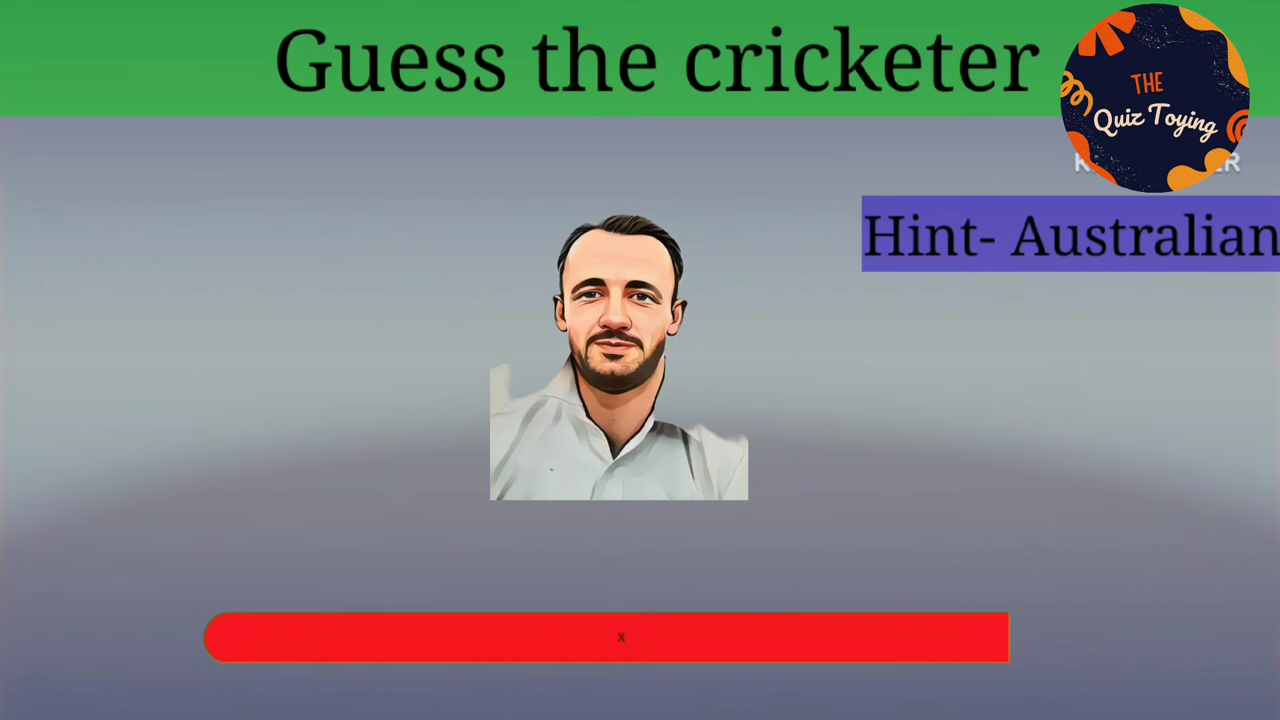 Guess the cricketer
THE
Quiz Toying
Hint- Australian
X